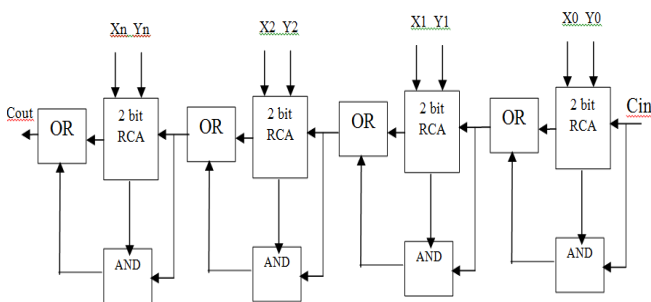 Xn Yn
X2 Y2
X1 Y1
X0 Y0
Cout
OR
2 bit
RCA
OR
2 bit
RCA
OR
2 bit
RCA
OR
2 bit
RCA
Cin
AND
AND
AND
AND